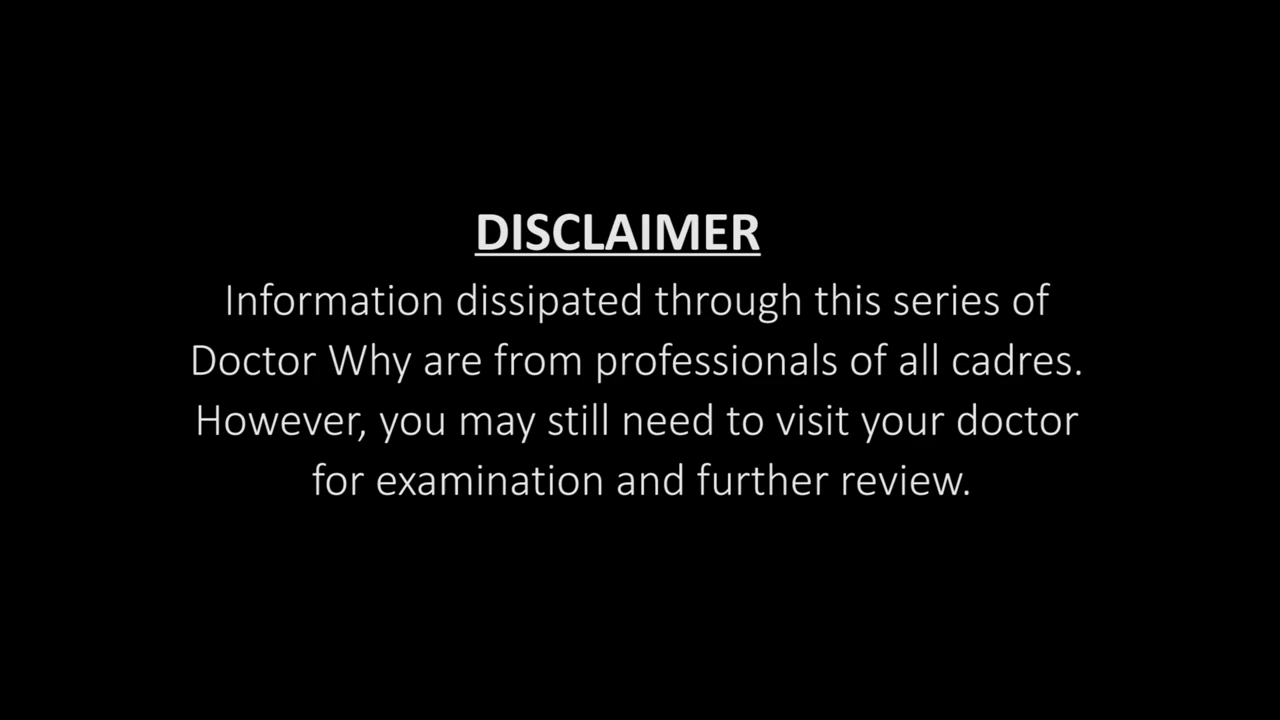 DISCLAIMER
Information dissipated through this series of
Doctor Why are from professionals of all cadres.
However, you may still need to visit your doctor
for examination and further review.